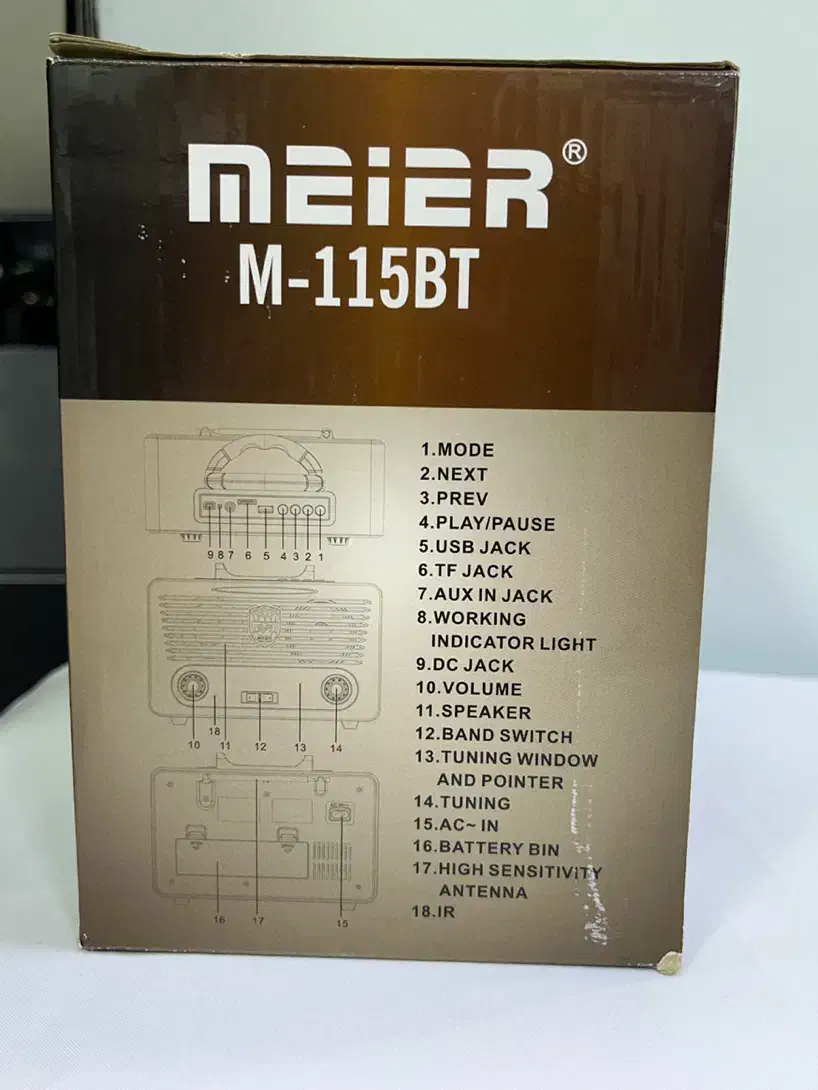 MEIER®
M-115BT
1.MODE
2.NEXT
3.PREV
4.PLAY/PAUSE
5.USB JACK
6.TF JACK
7.AUX IN JACK
8.WORKING
INDICATOR LIGHT
9.DC JACK
10.VOLUME
11.SPEAKER
12.BAND SWITCH
13.TUNING WINDOW
AND POINTER
14.TUNING
15.AC~ IN
16.BATTERY BIN
17.HIGH SENSITIVITY
ANTENNA
18.IR
9 8 7 6 5 4 3 2 1
18
10 11 12 13 14
16 17 15